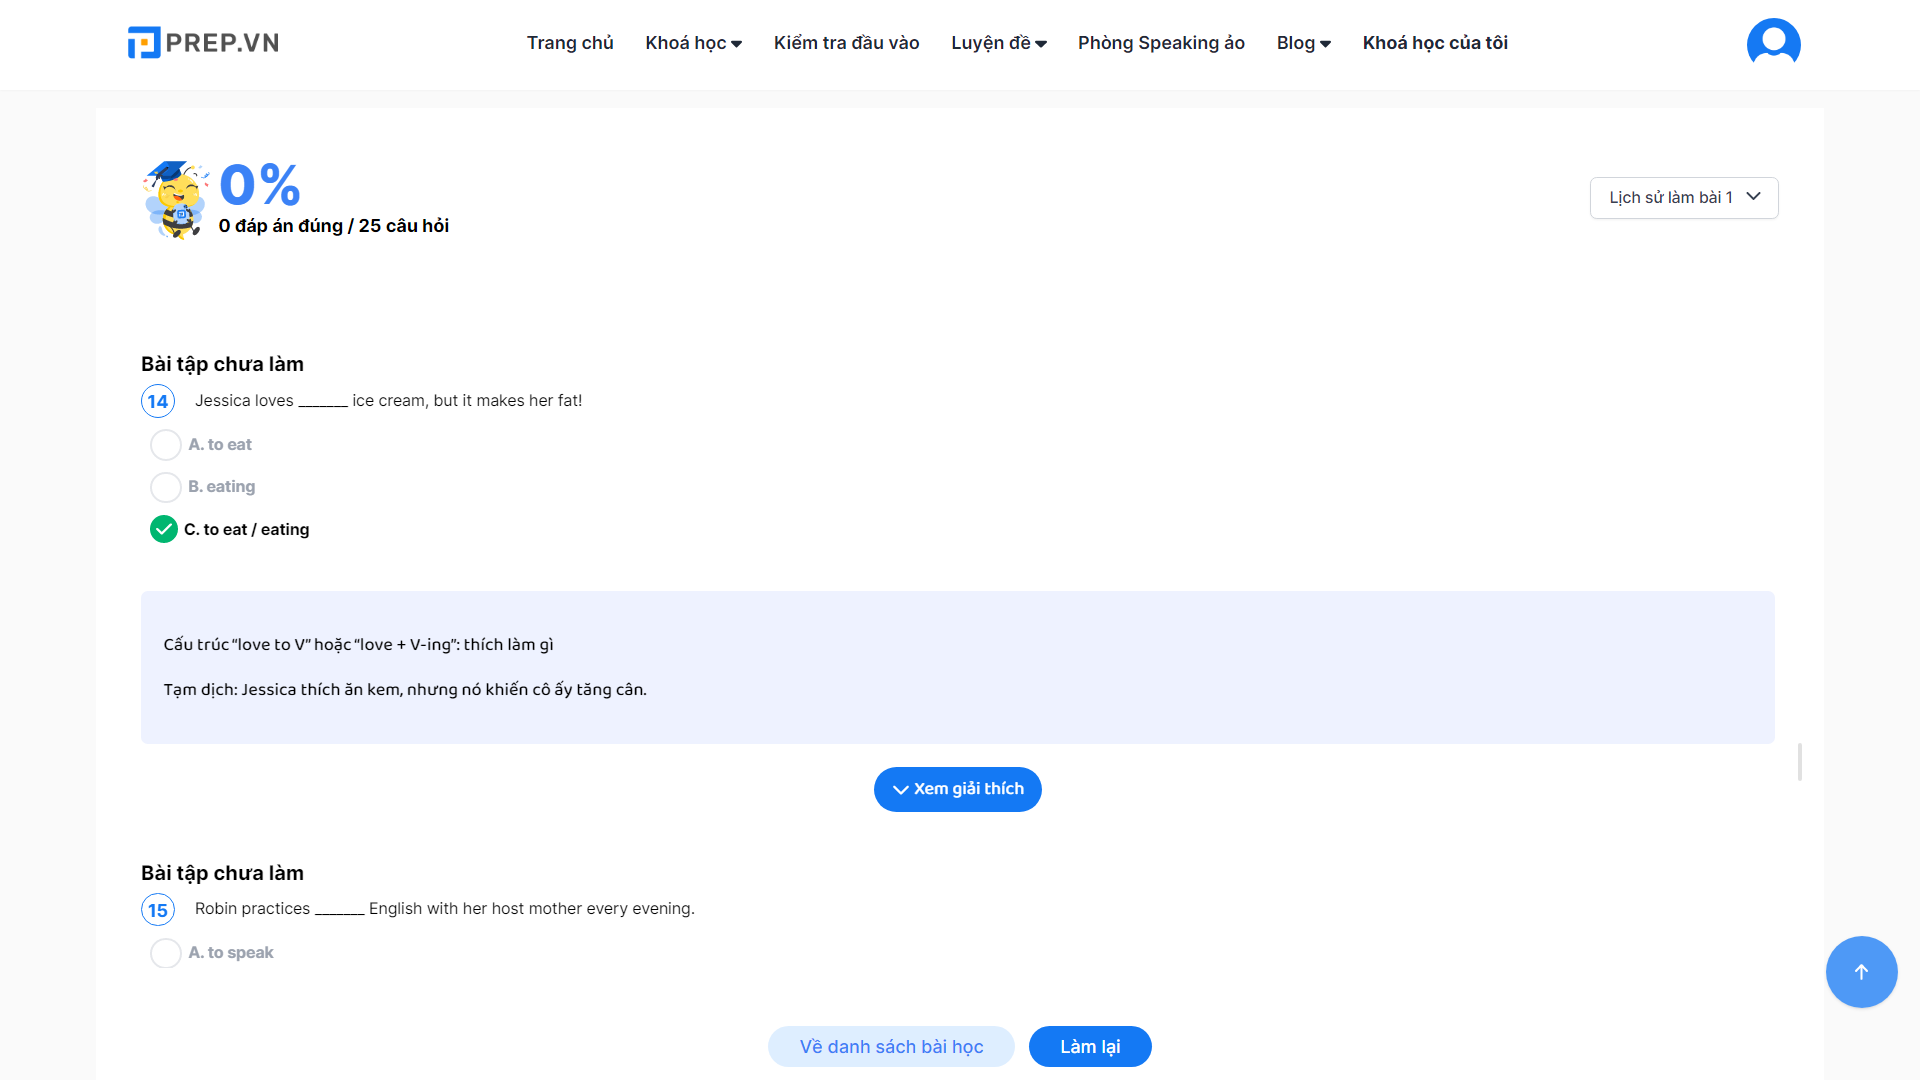 PREP.VN
Trang chủ
Khoá học
Kiểm tra đầu vào
Luyện đề
Phòng Speaking ảo
Blog
Khoá học của tôi
0%
0 đáp án đúng / 25 câu hỏi
Lịch sử làm bài 1
Bài tập chưa làm
14 Jessica loves _______ ice cream, but it makes her fat!
A. to eat
B. eating
C. to eat / eating
Cấu trúc “love to V” hoặc “love + V-ing”: thích làm gì
Tạm dịch: Jessica thích ăn kem, nhưng nó khiến cô ấy tăng cân.
Xem giải thích
Bài tập chưa làm
15 Robin practices _______ English with her host mother every evening.
A. to speak
Về danh sách bài học
Làm lại